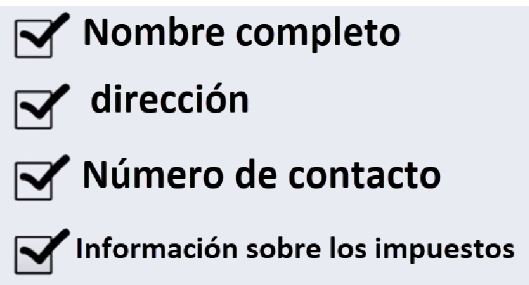 Nombre completo
dirección
Número de contacto
Información sobre los impuestos